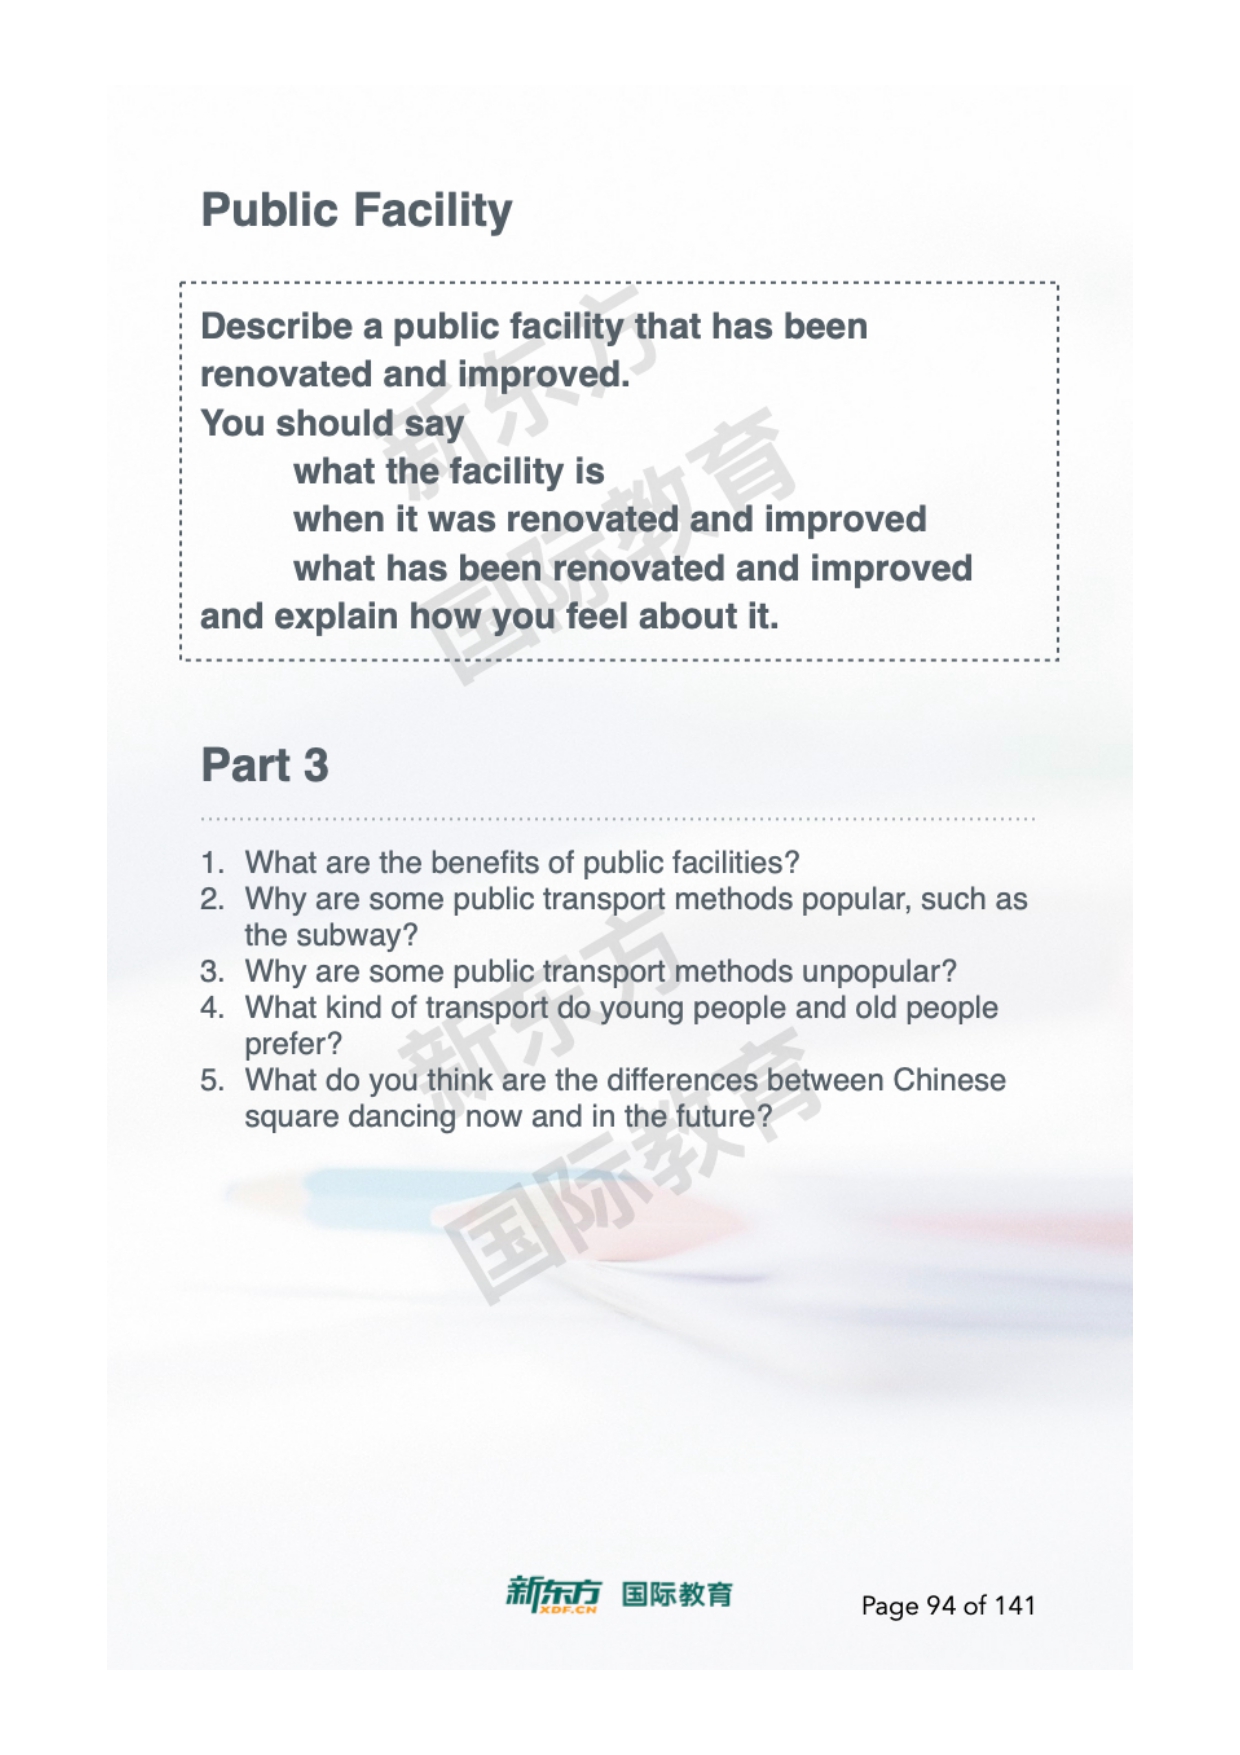 Public Facility
Describe a public facility that has been
renovated and improved.
You should say
what the facility is
when it was renovated and improved
what has been renovated and improved
and explain how you feel about it.
新东方
国际教育
Part 3
1. What are the benefits of public facilities?
2. Why are some public transport methods popular, such as
the subway?
3. Why are some public transport methods unpopular?
4. What kind of transport do young people and old people
prefer?
5. What do you think are the differences between Chinese
square dancing now and in the future?
新东方
国际教育
新东方 XDF.CN 国际教育
Page 94 of 141